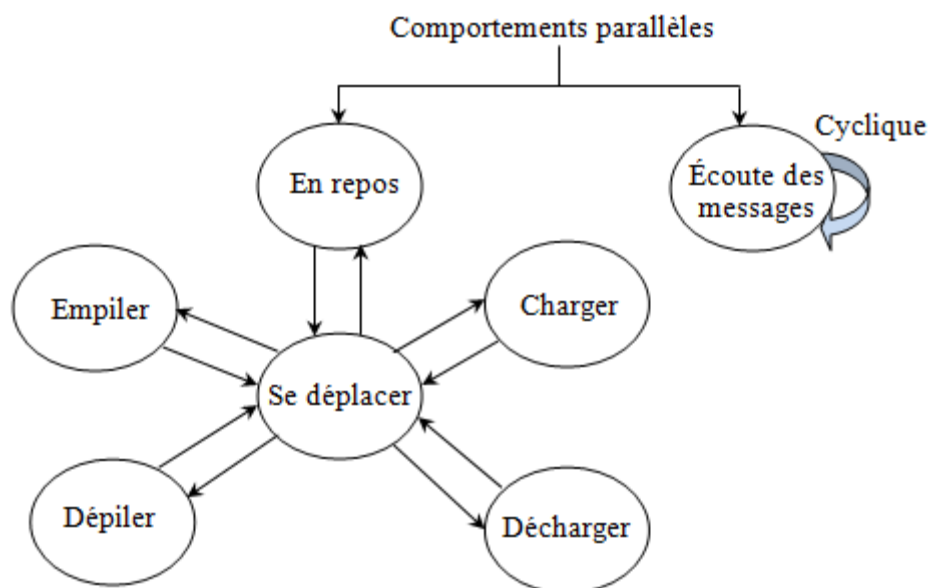 Comportements parallèles
Cyclique
En repos
Écoute des
messages
Empiler
Charger
Se déplacer
Dépiler
Décharger